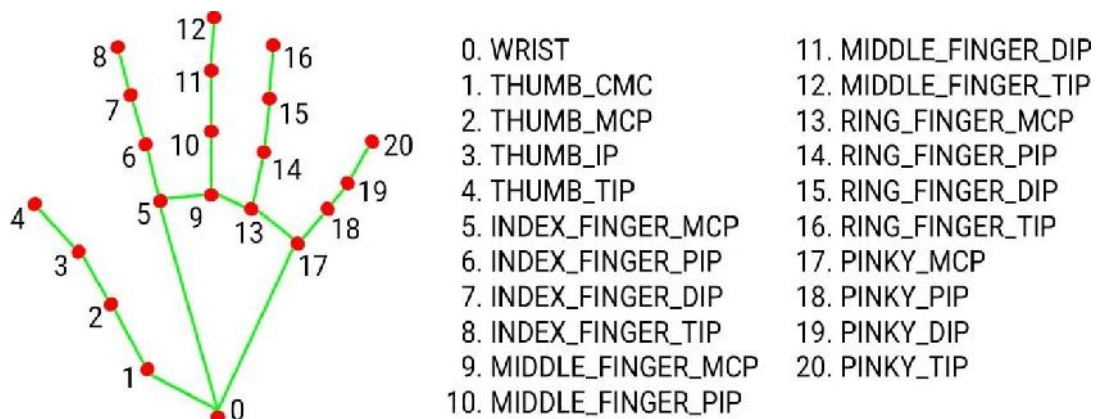 12
8
16
11
7
15
6
10
14
20
4
5
9
13
18
19
3
17
2
1
0
0. WRIST
1. THUMB_CMC
2. THUMB_MCP
3. THUMB_IP
4. THUMB_TIP
5. INDEX_FINGER_MCP
6. INDEX_FINGER_PIP
7. INDEX_FINGER_DIP
8. INDEX_FINGER_TIP
9. MIDDLE_FINGER_MCP
10. MIDDLE_FINGER_PIP
11. MIDDLE_FINGER_DIP
12. MIDDLE_FINGER_TIP
13. RING_FINGER_MCP
14. RING_FINGER_PIP
15. RING_FINGER_DIP
16. RING_FINGER_TIP
17. PINKY_MCP
18. PINKY_PIP
19. PINKY_DIP
20. PINKY_TIP